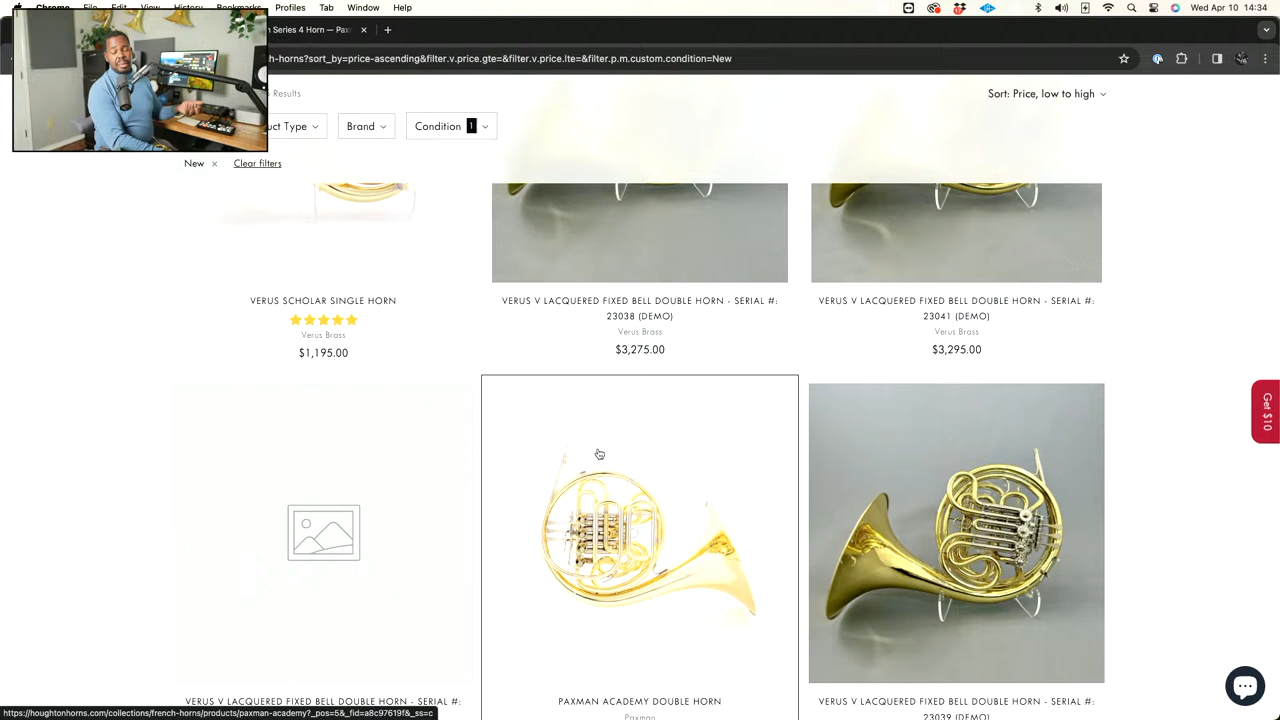 Chrome File Edit View History Bookmarks Profiles Tab Window Help
Wed Apr 10 14:34
Series 4 Horn — Pax
h-horns?sort_by=price-ascending&filter.v.price.gte=&filter.v.price.lte=&filter.p.m.custom.condition=New
Results
Sort: Price, low to high
uct Type
Brand
Condition 1
New
Clear filters
VERUS SCHOLAR SINGLE HORN
Verus Brass
$1,195.00
VERUS V LACQUERED FIXED BELL DOUBLE HORN - SERIAL #:
23038 (DEMO)
Verus Brass
$3,275.00
VERUS V LACQUERED FIXED BELL DOUBLE HORN - SERIAL #:
23041 (DEMO)
Verus Brass
$3,295.00
Get $10
VERUS V LACQUERED FIXED BELL DOUBLE HORN - SERIAL #:
PAXMAN ACADEMY DOUBLE HORN
Paxman
VERUS V LACQUERED FIXED BELL DOUBLE HORN - SERIAL #:
23039 (DEMO)
https://houghtonhorns.com/collections/french-horns/products/paxman-academy?_pos=5&_fid=a8c97619f&_ss=c